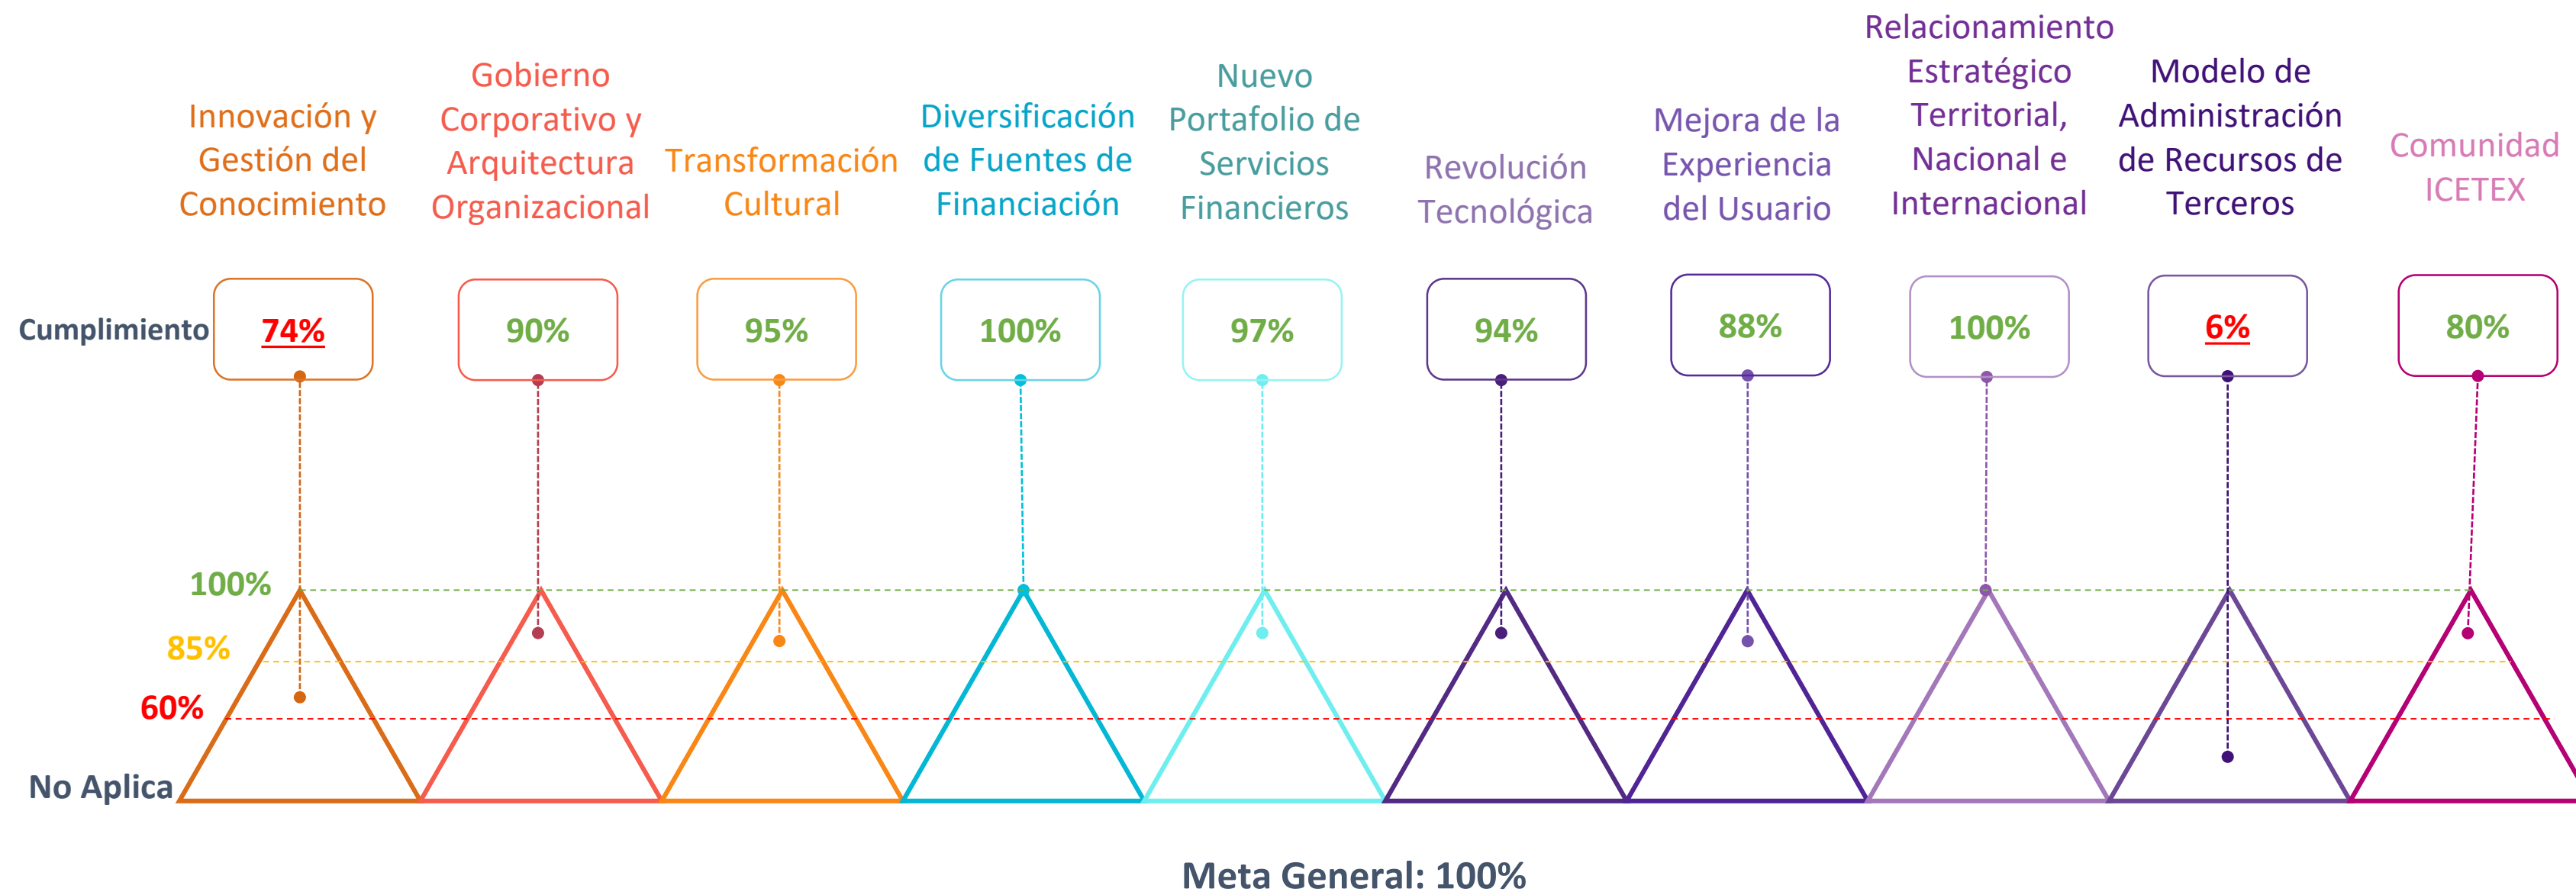 Innovación y
Gestión del
Conocimiento
Gobierno
Corporativo y
Arquitectura
Organizacional
Transformación
Cultural
Diversificación
de Fuentes de
Financiación
Nuevo
Portafolio de
Servicios
Financieros
Revolución
Tecnológica
Mejora de la
Experiencia
del Usuario
Relacionamiento
Estratégico
Territorial,
Nacional e
Internacional
Modelo de
Administración
de Recursos de
Terceros
Comunidad
ICETEX
Cumplimiento
74%
90%
95%
100%
97%
94%
88%
100%
6%
80%
100%
85%
60%
No Aplica
Meta General: 100%